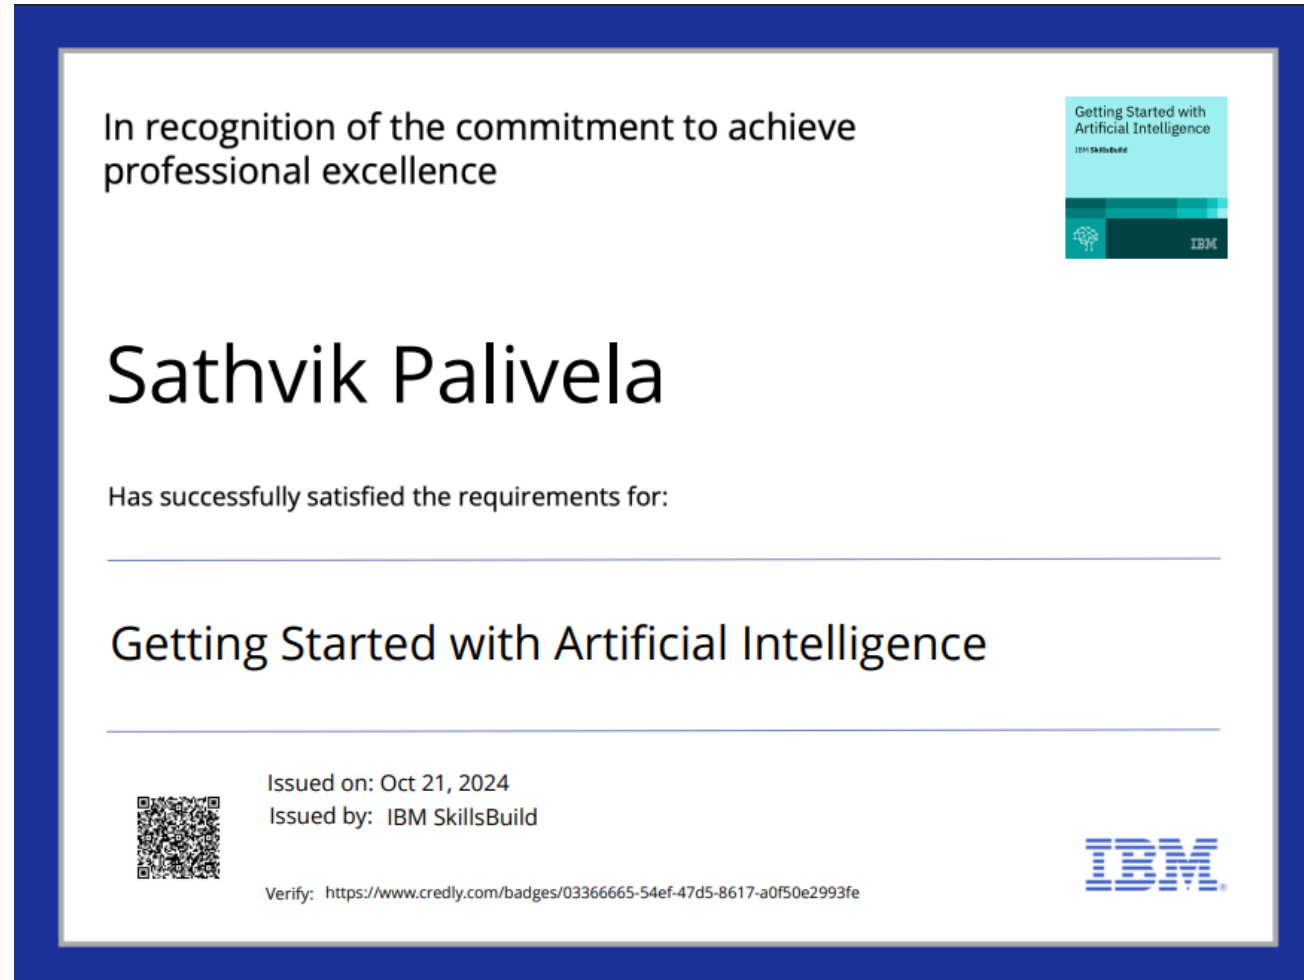 In recognition of the commitment to achieve
professional excellence
Getting Started with
Artificial Intelligence
IBM SkillsBuild
IBM
Sathvik Palivela
Has successfully satisfied the requirements for:
Getting Started with Artificial Intelligence
Issued on: Oct 21, 2024
Issued by: IBM SkillsBuild
Verify: https://www.credly.com/badges/03366665-54ef-47d5-8617-a0f50e2993fe
IBM®